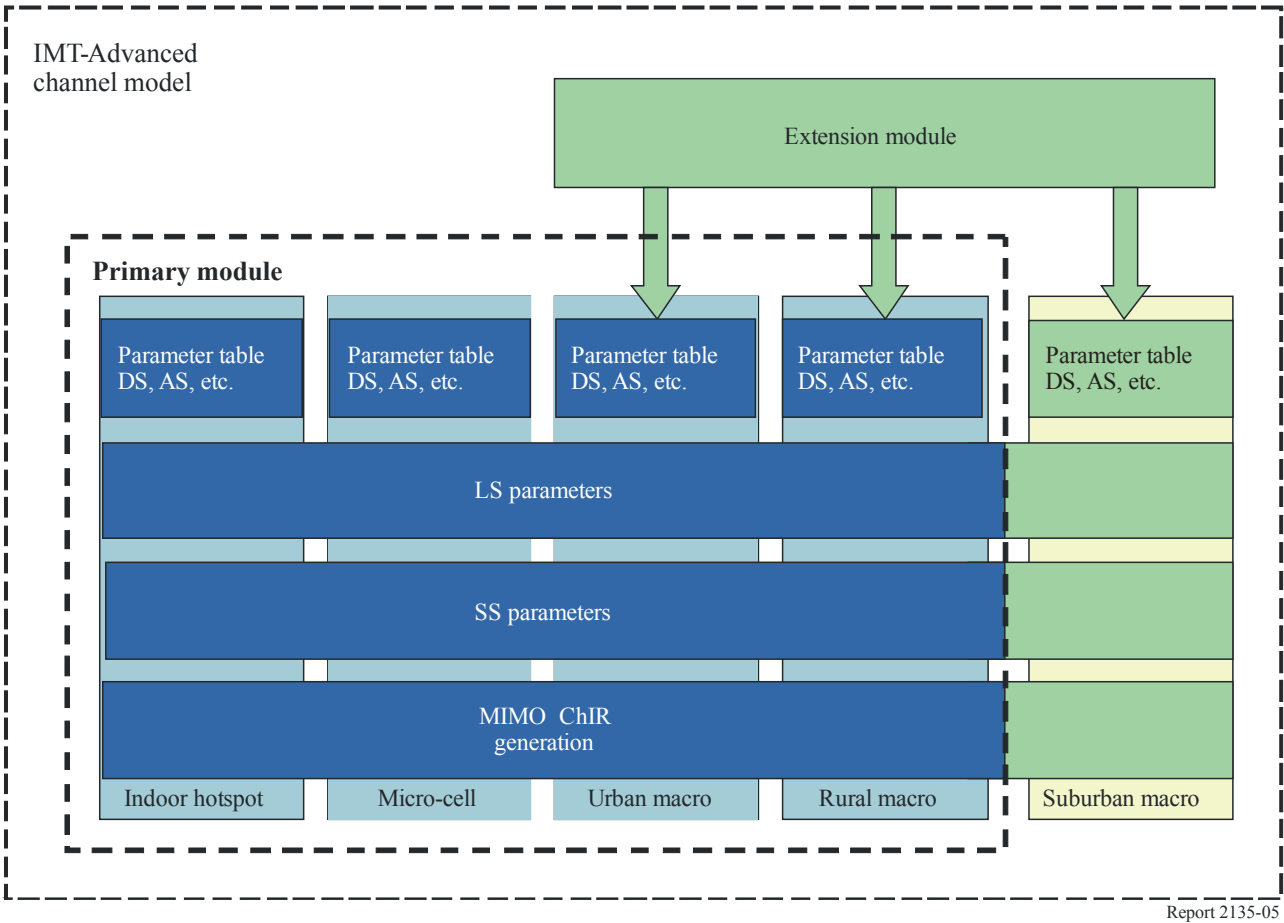 IMT-Advanced
channel model
Extension module
Primary module
Parameter table
DS, AS, etc.
Parameter table
DS, AS, etc.
Parameter table
DS, AS, etc.
Parameter table
DS, AS, etc.
Parameter table
DS, AS, etc.
LS parameters
SS parameters
MIMO ChIR
generation
Indoor hotspot
Micro-cell
Urban macro
Rural macro
Suburban macro
Report 2135-05